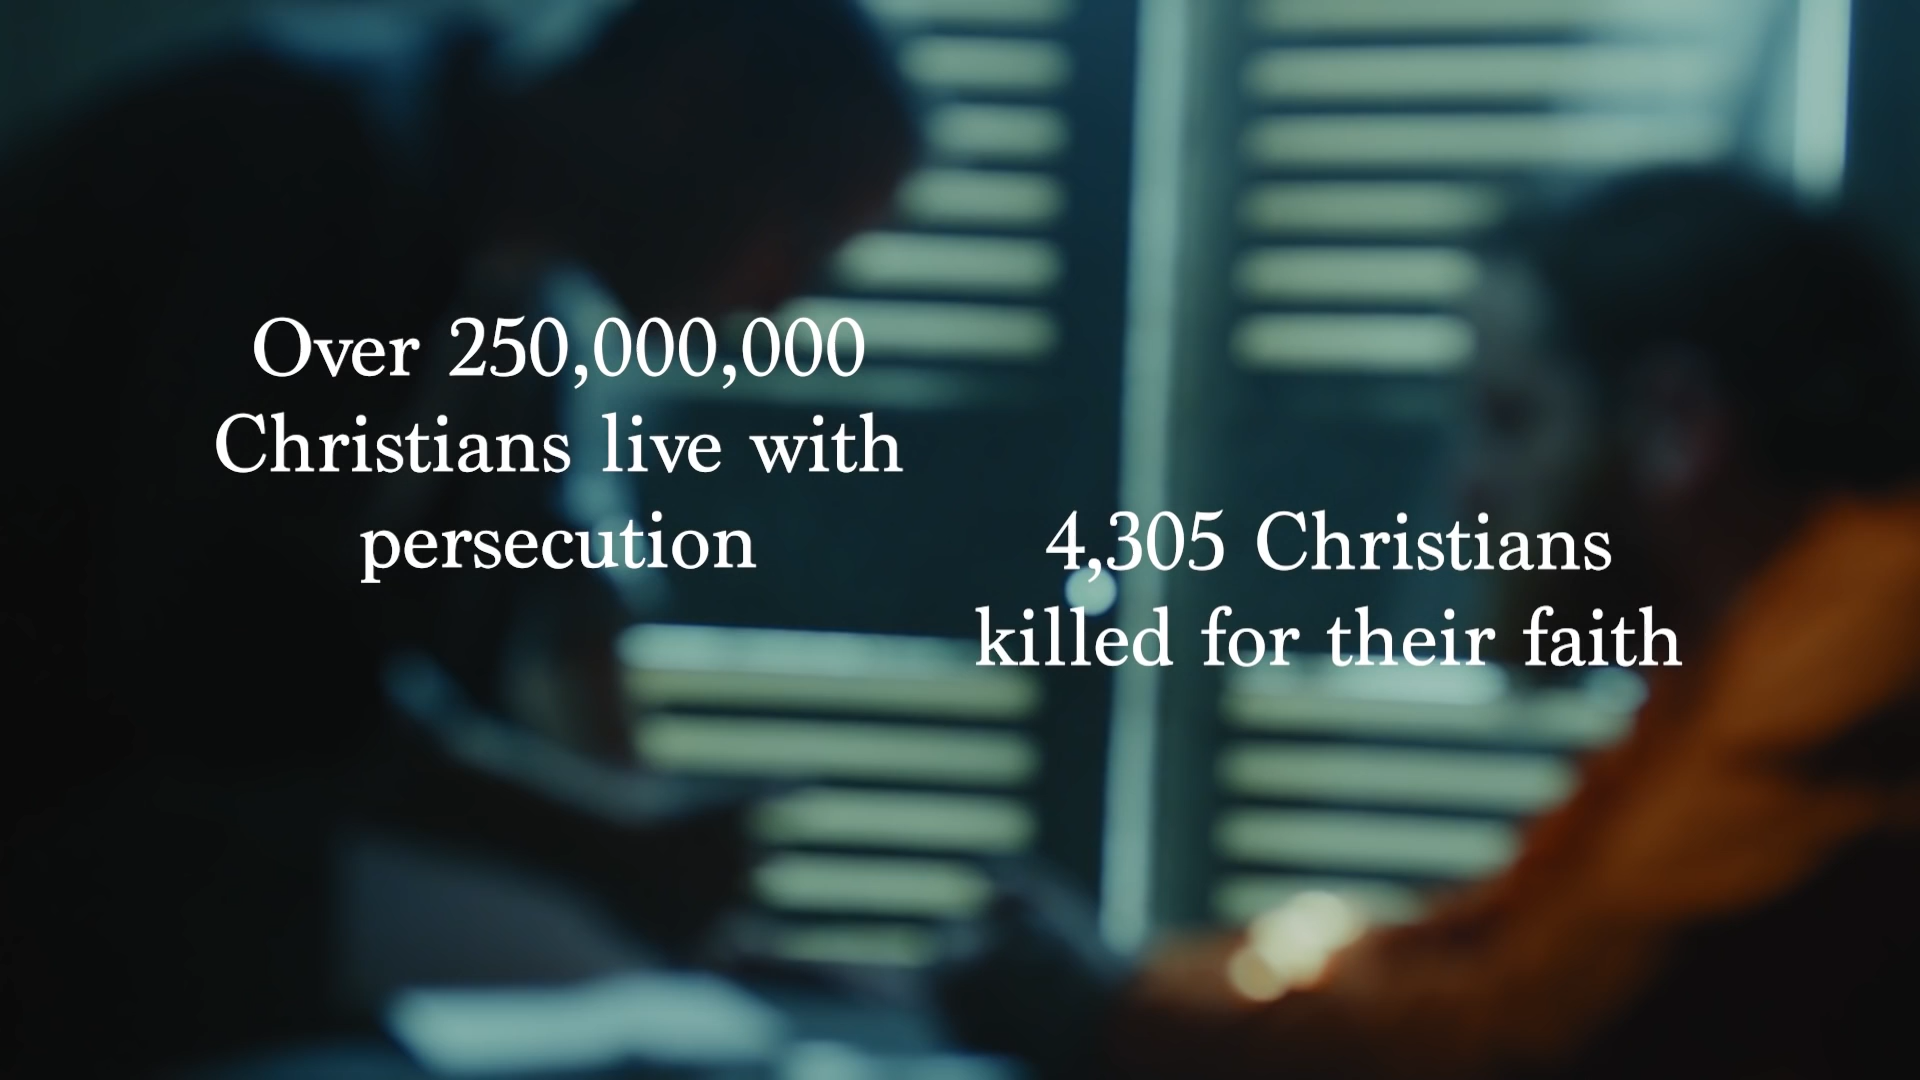 Over 250,000,000
Christians live with
persecution
4,305 Christians
killed for their faith